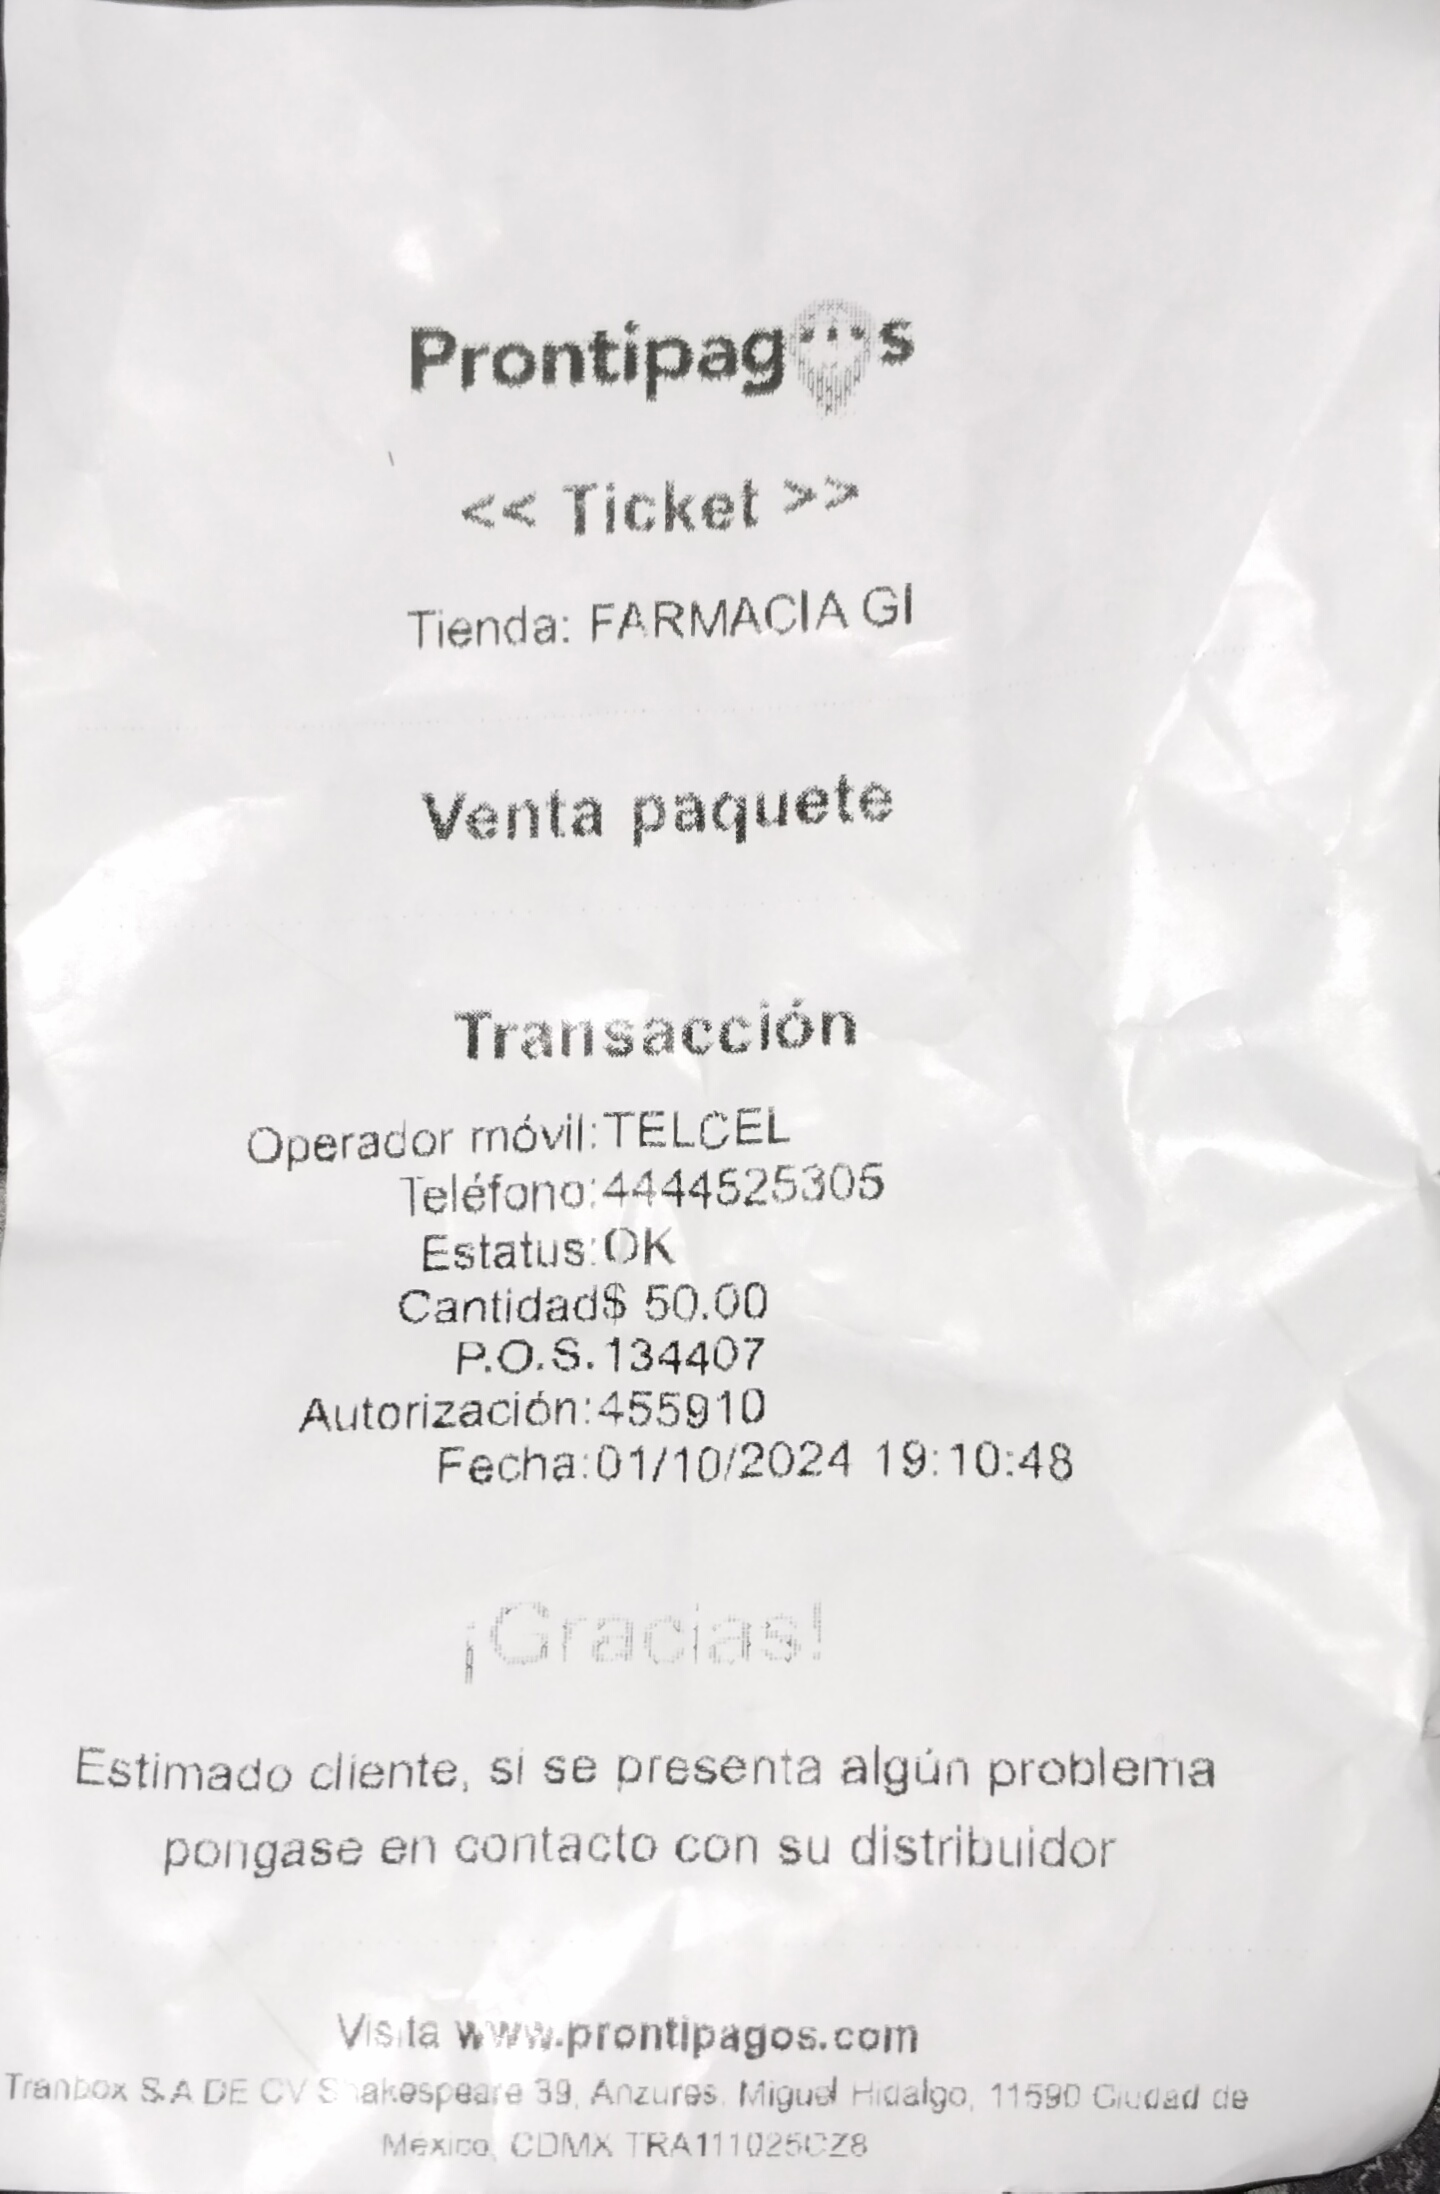 Prontipagos
<< Ticket >>
Tienda: FARMACIA GI
Venta paquete
Transacción
Operador móvil:TELCEL
Teléfono:4444525305
Estatus:OK
Cantidad$ 50.00
P.O.S.134407
Autorización:455910
Fecha:01/10/2024 19:10:48
¡Gracias!
Estimado cliente, si se presenta algún problema
pongase en contacto con su distribuidor
Visita www.prontipagos.com
Tranbox S.A DE CV Shakespeare 39, Anzures, Miguel Hidalgo, 11590 Ciudad de
México, CDMX TRA111025CZ8